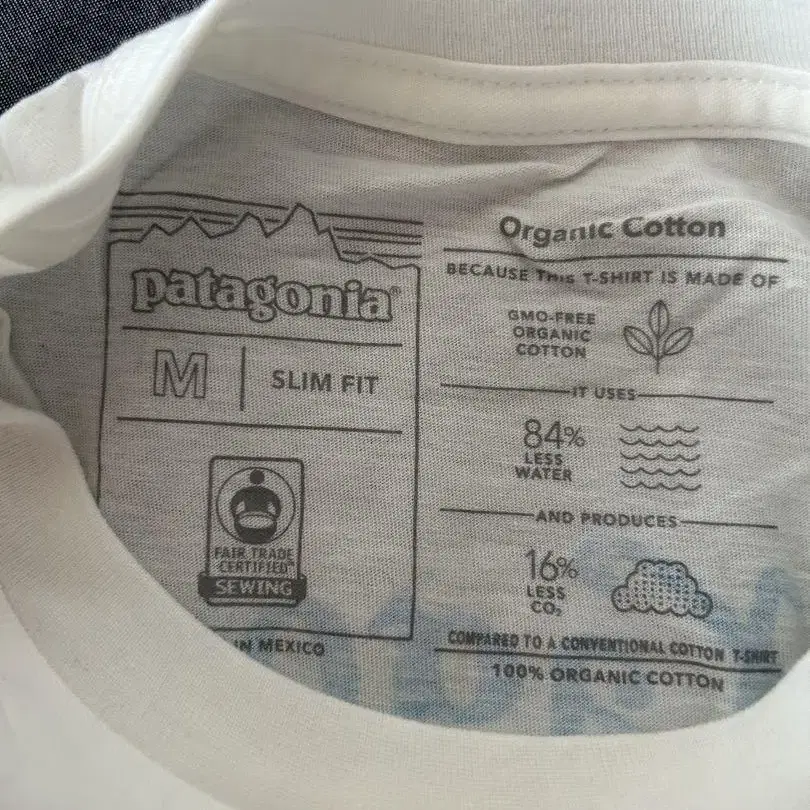 patagonia®
M
SLIM FIT
FAIR TRADE
CERTIFIED™
SEWING
IN MEXICO
Organic Cotton
BECAUSE THIS T-SHIRT IS MADE OF
GMO-FREE
ORGANIC
COTTON
IT USES
84%
LESS
WATER
AND PRODUCES
16%
LESS
CO₂
COMPARED TO A CONVENTIONAL COTTON T-SHIRT
100% ORGANIC COTTON